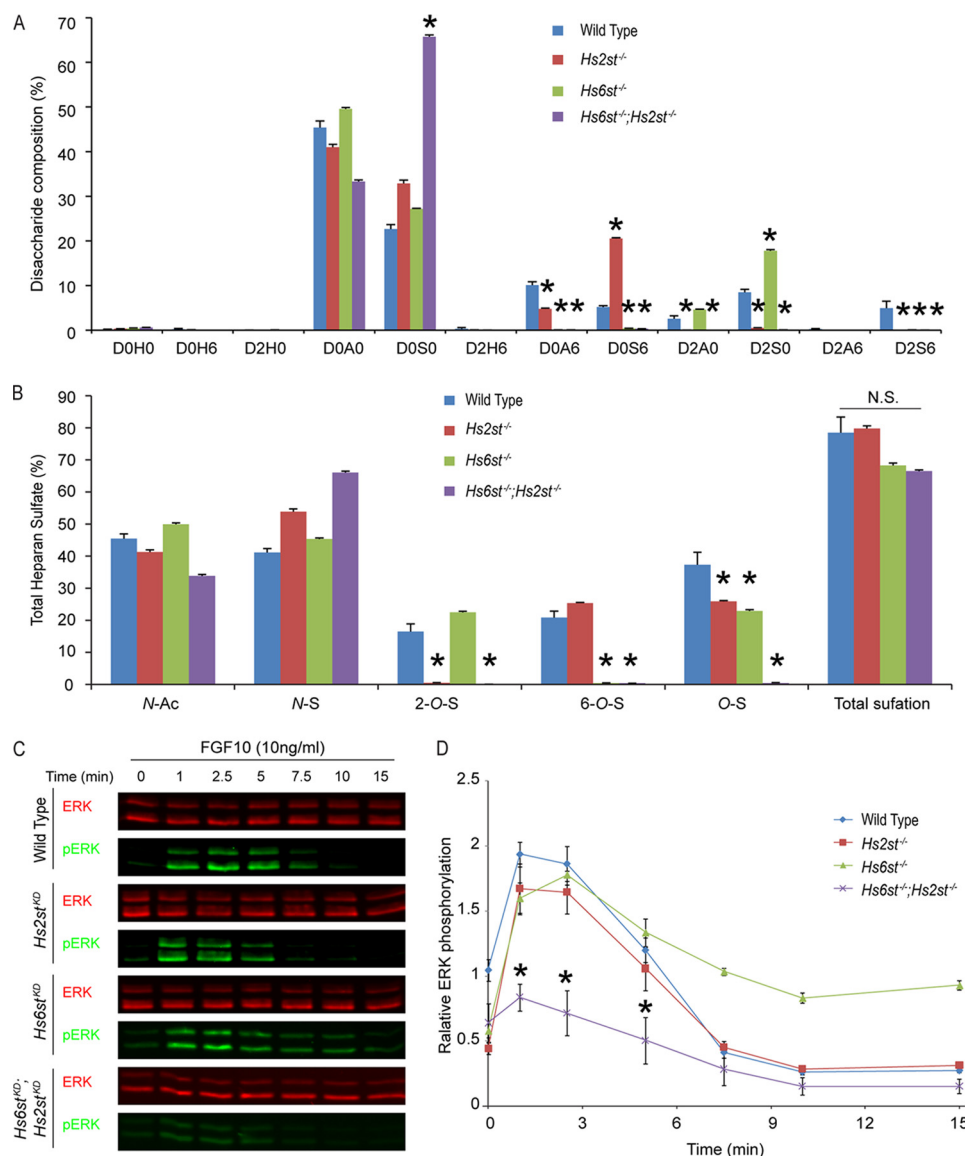 A
Disaccharide composition (%)
70
60
50
40
30
20
10
0
Wild Type
Hs2st-/-
Hs6st-/-
Hs6st-/-;Hs2st-/-
*
* ** * ** * * * * * ***
D0H0 D0H6 D2H0 D0A0 D0S0 D2H6 D0A6 D0S6 D2A0 D2S0 D2A6 D2S6
B
Total Heparan Sulfate (%)
90
80
70
60
50
40
30
20
10
0
Wild Type
Hs2st-/-
Hs6st-/-
Hs6st-/-;Hs2st-/-
N.S.
* * * * * * *
N-Ac N-S 2-O-S 6-O-S O-S Total sufation
C
FGF10 (10ng/ml)
Time (min) 0 1 2.5 5 7.5 10 15
Wild Type
ERK
pERK
Hs2stKD
ERK
pERK
Hs6stKD
ERK
pERK
Hs6stKD;
Hs2stKD
ERK
pERK
D
Relative ERK phosphorylation
2.5
2
1.5
1
0.5
0
Wild Type
Hs2st-/-
Hs6st-/-
Hs6st-/-;Hs2st-/-
* * *
0 3 6 9 12 15
Time (min)